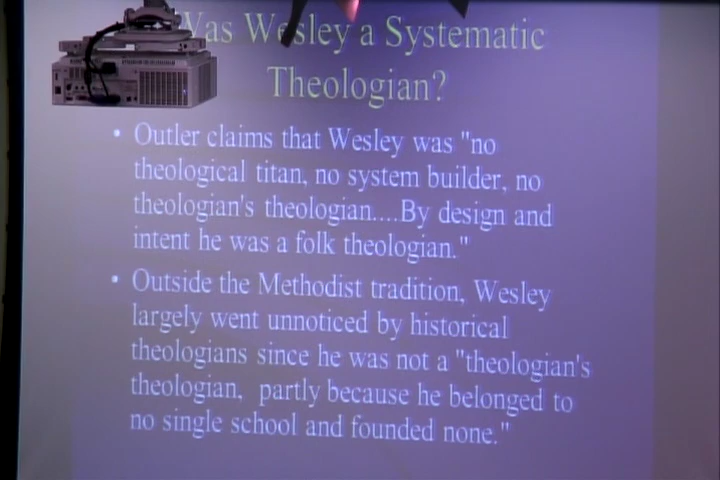 Was Wesley a Systematic
Theologian?
• Outler claims that Wesley was "no
theological titan, no system builder, no
theologian's theologian....By design and
intent he was a folk theologian."
• Outside the Methodist tradition, Wesley
largely went unnoticed by historical
theologians since he was not a "theologian's
theologian, partly because he belonged to
no single school and founded none."